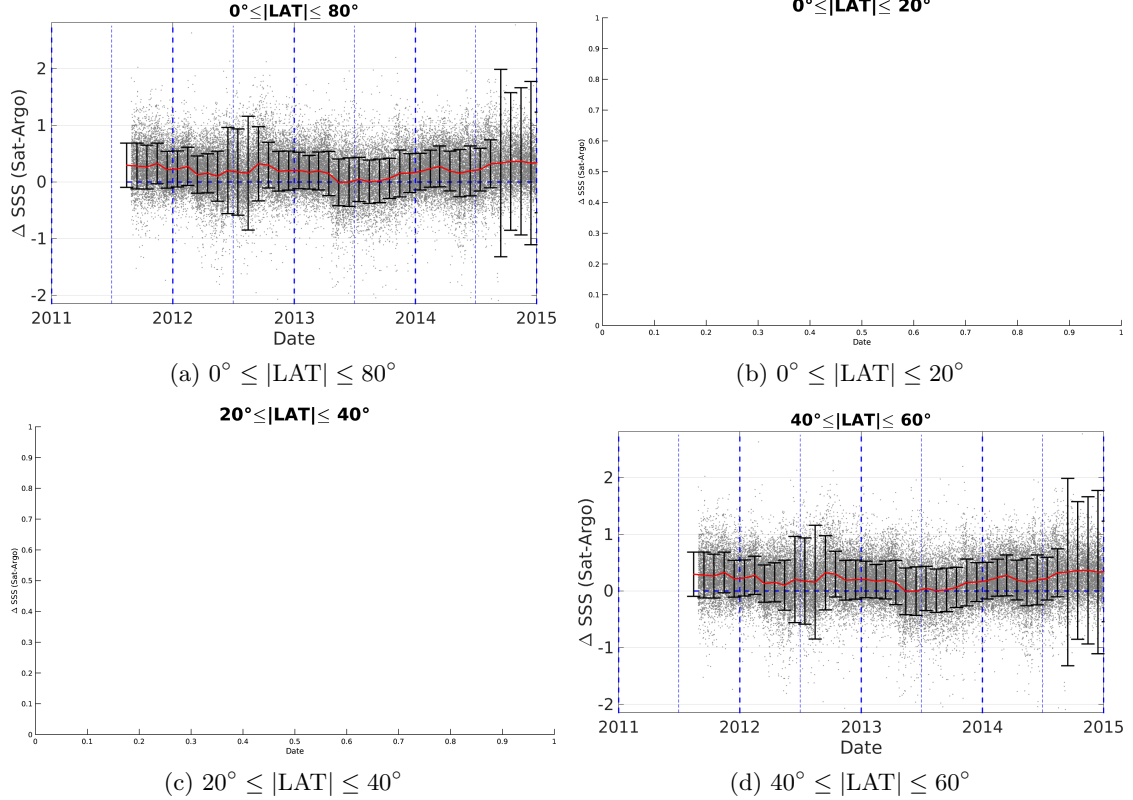 0°≤|LAT|≤ 80°
Δ SSS (Sat-Argo)
2
1
0
-1
-2
2011 2012 2013 2014 2015
Date
(a) 0° ≤ |LAT| ≤ 80°
0°≤|LAT|≤ 20°
Δ SSS (Sat-Argo)
1
0.9
0.8
0.7
0.6
0.5
0.4
0.3
0.2
0.1
0
0 0.1 0.2 0.3 0.4 0.5 0.6 0.7 0.8 0.9 1
Date
(b) 0° ≤ |LAT| ≤ 20°
20°≤|LAT|≤ 40°
Δ SSS (Sat-Argo)
1
0.9
0.8
0.7
0.6
0.5
0.4
0.3
0.2
0.1
0
0 0.1 0.2 0.3 0.4 0.5 0.6 0.7 0.8 0.9 1
Date
(c) 20° ≤ |LAT| ≤ 40°
40°≤|LAT|≤ 60°
Δ SSS (Sat-Argo)
2
1
0
-1
-2
2011 2012 2013 2014 2015
Date
(d) 40° ≤ |LAT| ≤ 60°